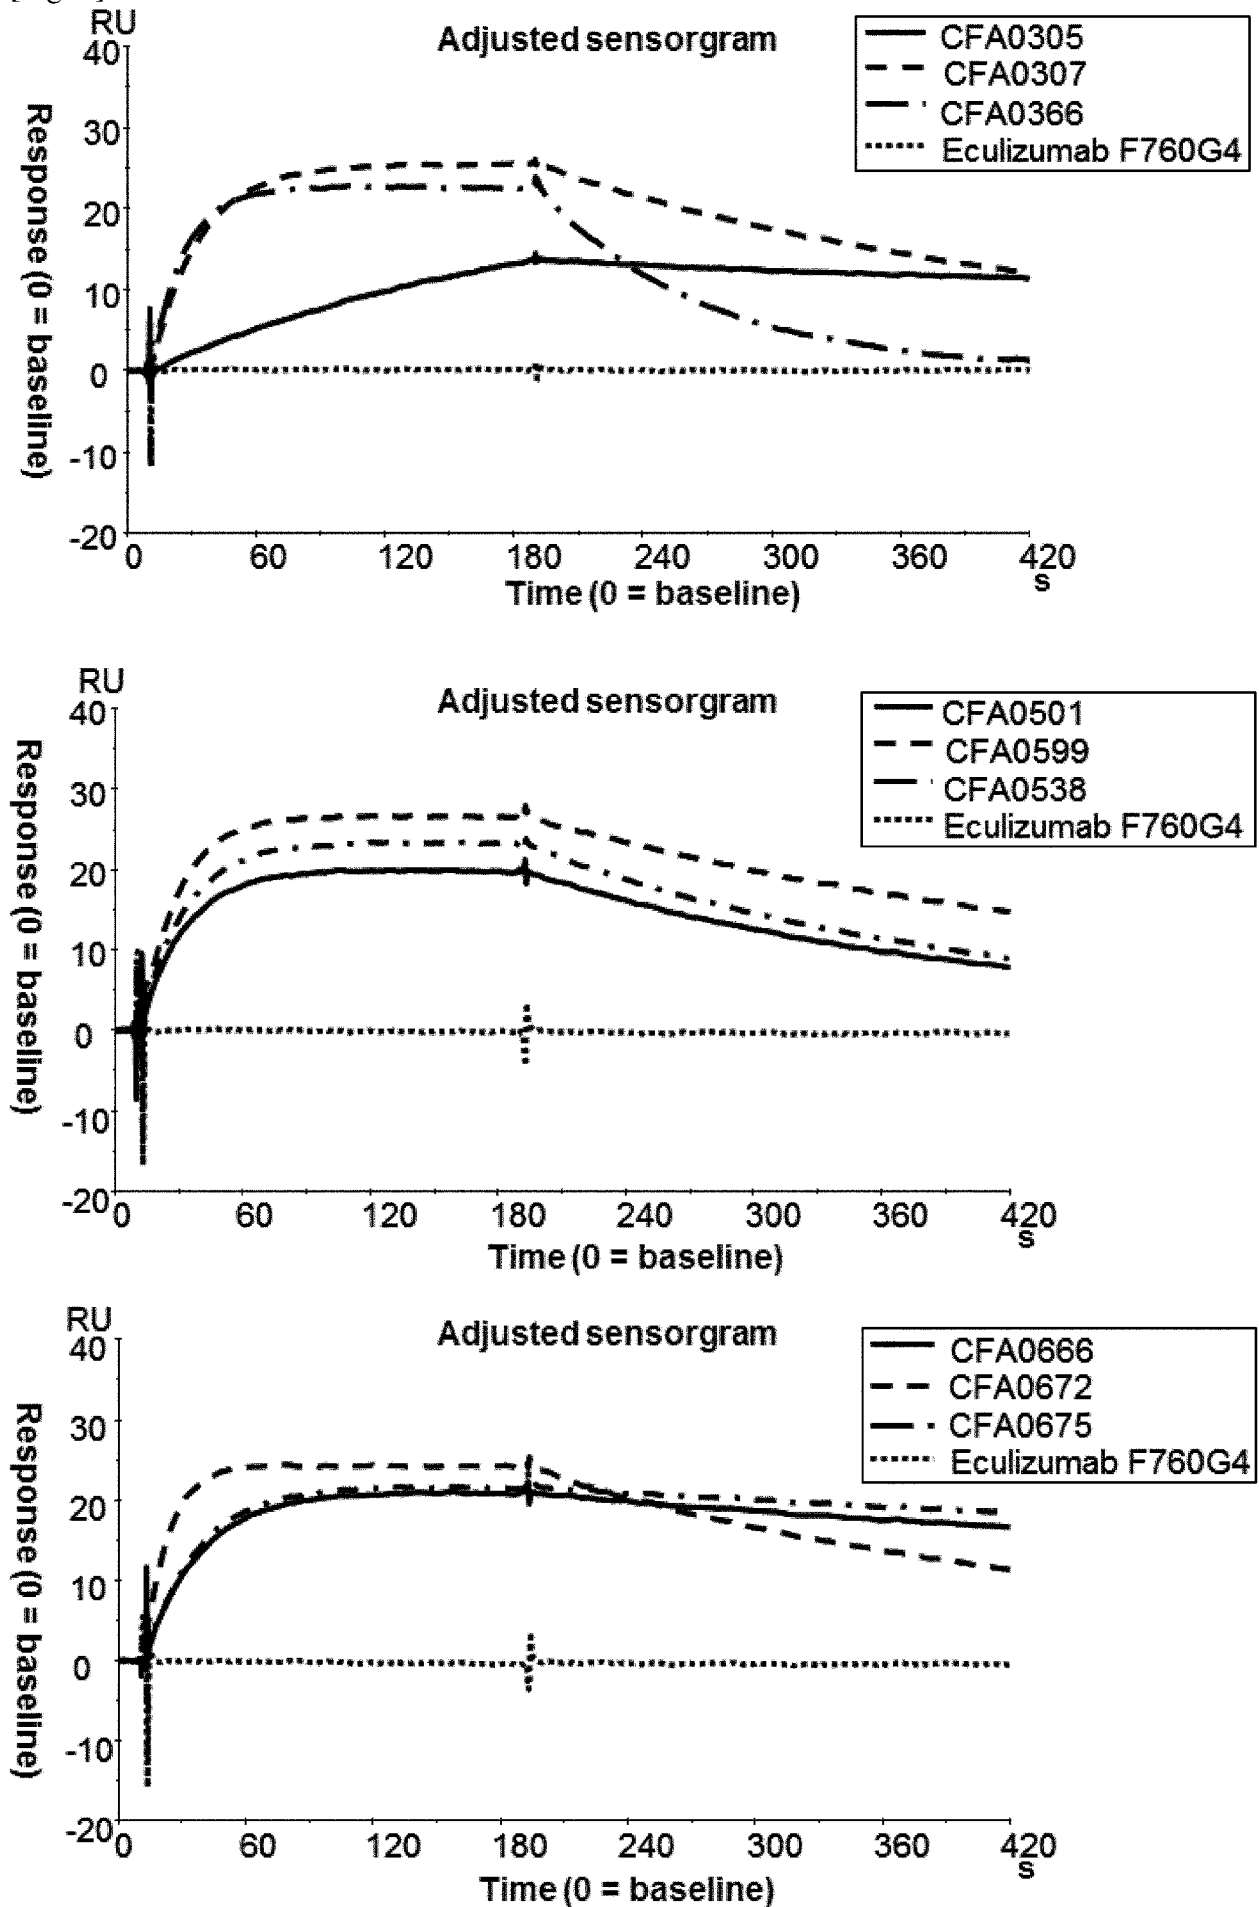 RU
Adjusted sensorgram
CFA0305
CFA0307
CFA0366
Eculizumab F760G4
Response (0 = baseline)
40
30
20
10
0
-10
-20
0 60 120 180 240 300 360 420
s
Time (0 = baseline)
RU
Adjusted sensorgram
CFA0501
CFA0599
CFA0538
Eculizumab F760G4
Response (0 = baseline)
40
30
20
10
0
-10
-20
0 60 120 180 240 300 360 420
s
Time (0 = baseline)
RU
Adjusted sensorgram
CFA0666
CFA0672
CFA0675
Eculizumab F760G4
Response (0 = baseline)
40
30
20
10
0
-10
-20
0 60 120 180 240 300 360 420
s
Time (0 = baseline)